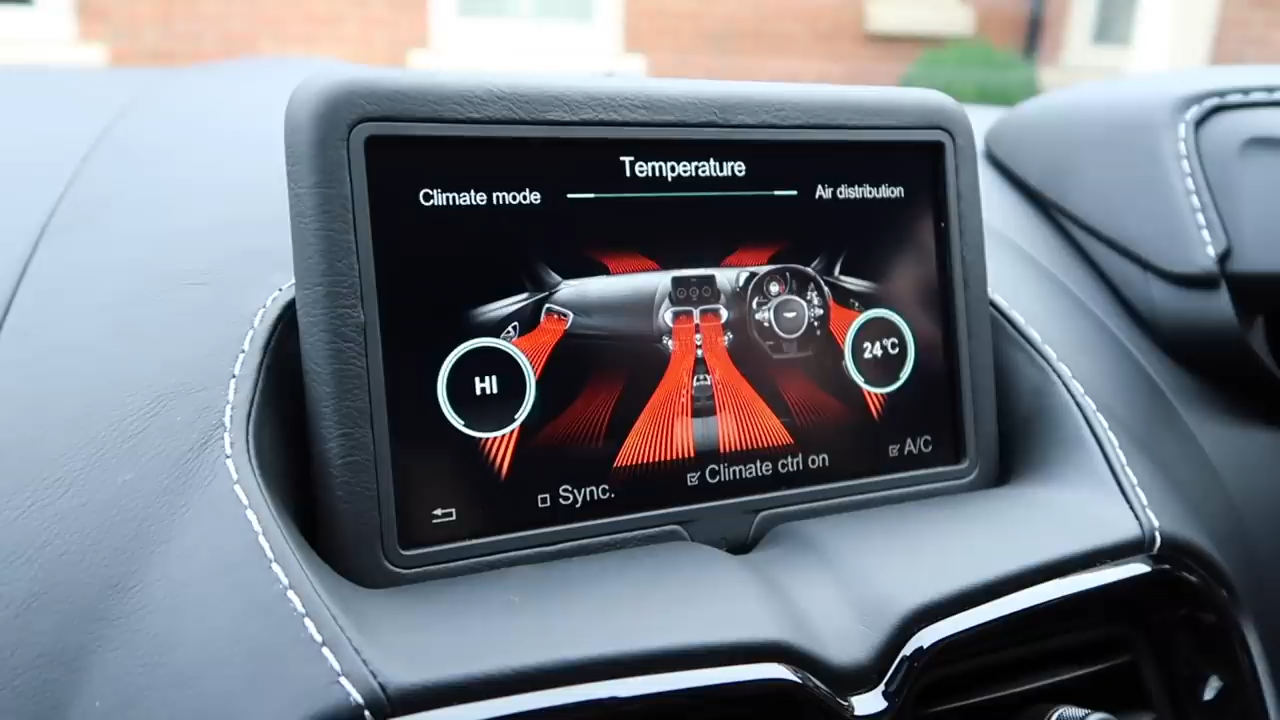 Temperature
Climate mode
Air distribution
HI
24°C
Sync.
Climate ctrl on
A/C